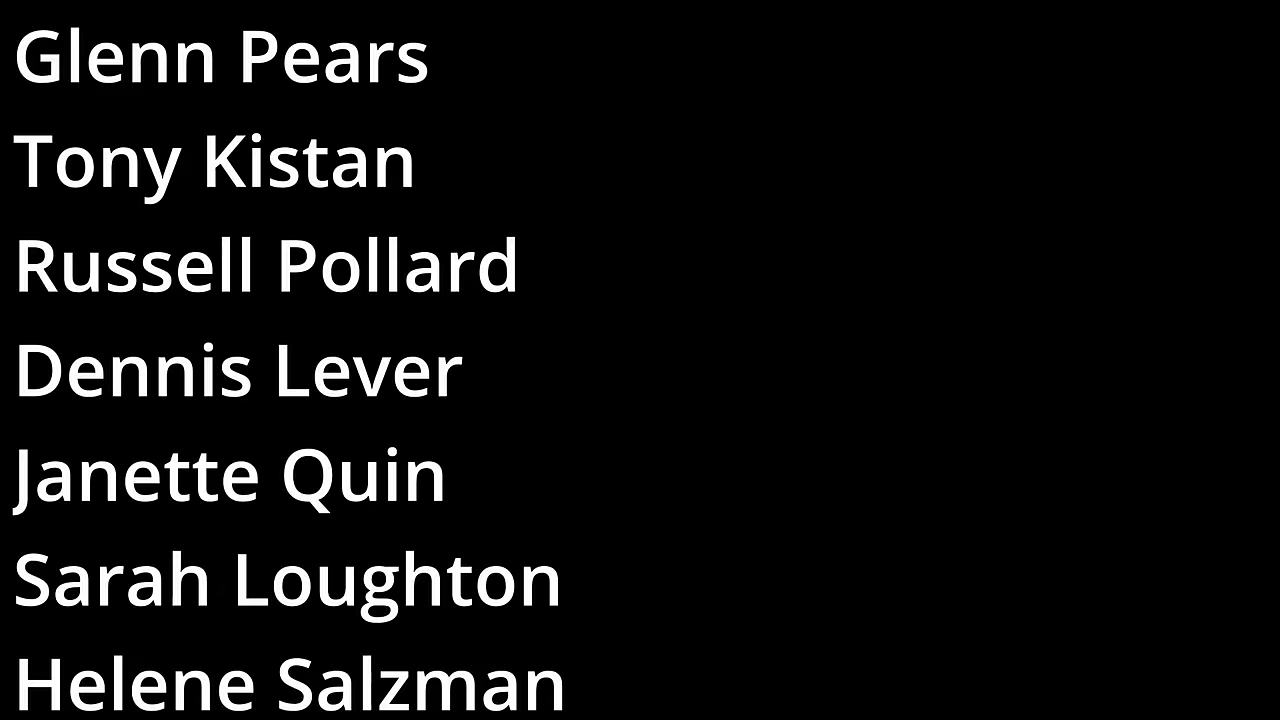 Glenn Pears
Tony Kistan
Russell Pollard
Dennis Lever
Janette Quin
Sarah Loughton
Helene Salzman